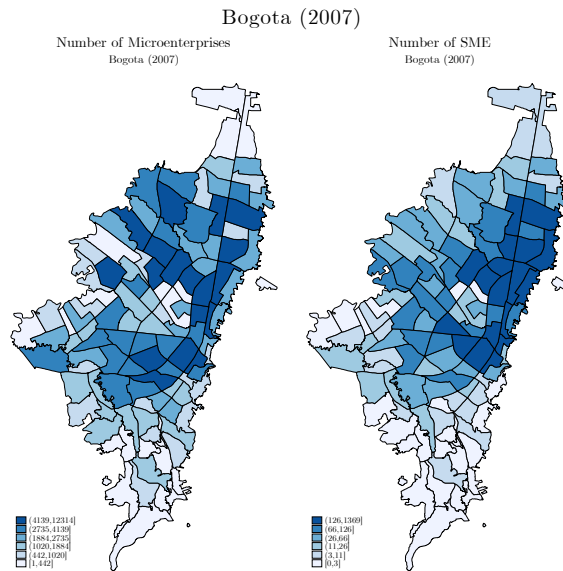 Bogota (2007)
Number of Microenterprises
Bogota (2007)
(4139,12314]
(2735,4139]
(1884,2735]
(1020,1884]
(442,1020]
[1,442]
Number of SME
Bogota (2007)
(126,1369]
(66,126]
(26,66]
(11,26]
(3,11]
[0,3]